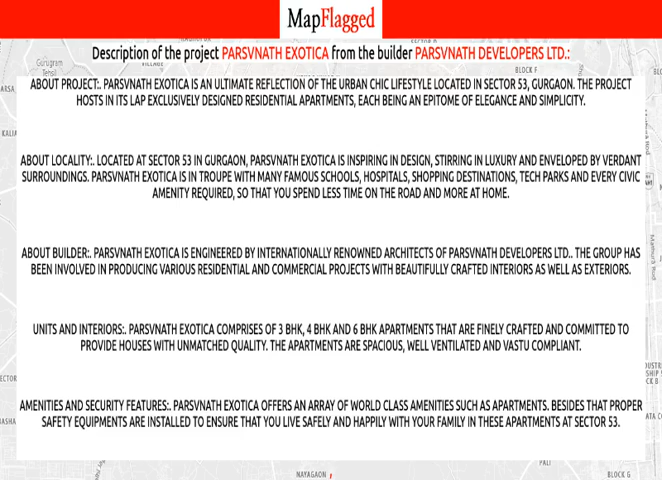 MapFlagged
Description of the project PARSVNATH EXOTICA from the builder PARSVNATH DEVELOPERS LTD.:
Gurugram
Tensil
VILLAGE
BLOCK F
ABOUT PROJECT:. PARSVNATH EXOTICA IS AN ULTIMATE REFLECTION OF THE URBAN CHIC LIFESTYLE LOCATED IN SECTOR 53, GURGAON. THE PROJECT
HOSTS IN ITS LAP EXCLUSIVELY DESIGNED RESIDENTIAL APARTMENTS, EACH BEING AN EPITOME OF ELEGANCE AND SIMPLICITY.
ABOUT LOCALITY:. LOCATED AT SECTOR 53 IN GURGAON, PARSVNATH EXOTICA IS INSPIRING IN DESIGN, STIRRING IN LUXURY AND ENVELOPED BY VERDANT
SURROUNDINGS. PARSVNATH EXOTICA IS IN TROUPE WITH MANY FAMOUS SCHOOLS, HOSPITALS, SHOPPING DESTINATIONS, TECH PARKS AND EVERY CIVIC
AMENITY REQUIRED, SO THAT YOU SPEND LESS TIME ON THE ROAD AND MORE AT HOME.
ABOUT BUILDER:. PARSVNATH EXOTICA IS ENGINEERED BY INTERNATIONALLY RENOWNED ARCHITECTS OF PARSVNATH DEVELOPERS LTD.. THE GROUP HAS
BEEN INVOLVED IN PRODUCING VARIOUS RESIDENTIAL AND COMMERCIAL PROJECTS WITH BEAUTIFULLY CRAFTED INTERIORS AS WELL AS EXTERIORS.
UNITS AND INTERIORS:. PARSVNATH EXOTICA COMPRISES OF 3 BHK, 4 BHK AND 6 BHK APARTMENTS THAT ARE FINELY CRAFTED AND COMMITTED TO
PROVIDE HOUSES WITH UNMATCHED QUALITY. THE APARTMENTS ARE SPACIOUS, WELL VENTILATED AND VASTU COMPLIANT.
AMENITIES AND SECURITY FEATURES:. PARSVNATH EXOTICA OFFERS AN ARRAY OF WORLD CLASS AMENITIES SUCH AS APARTMENTS. BESIDES THAT PROPER
SAFETY EQUIPMENTS ARE INSTALLED TO ENSURE THAT YOU LIVE SAFELY AND HAPPILY WITH YOUR FAMILY IN THESE APARTMENTS AT SECTOR 53.
PALI
NAYAGAON
BLOCK G